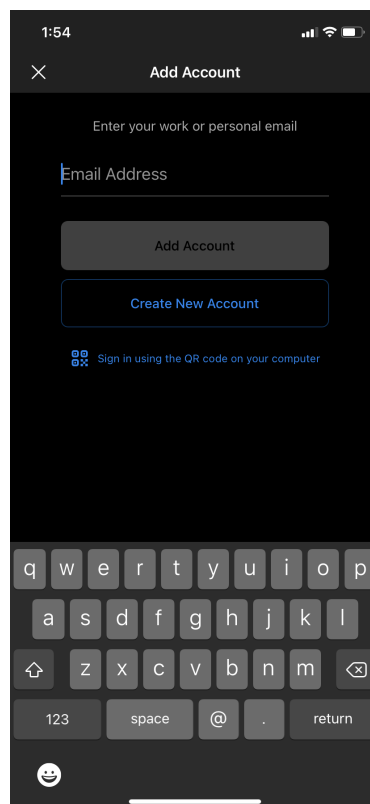 1:54
Add Account
Enter your work or personal email
Email Address
Add Account
Create New Account
Sign in using the QR code on your computer
q w e r t y u i o p
a s d f g h j k l
z x c v b n m
123 space @ . return